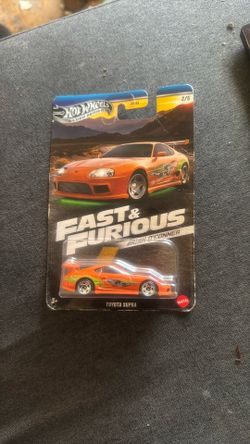 Hot Wheels
2/5
FAST &
FURIOUS
BRIAN O'CONNER
TOYOTA SUPRA